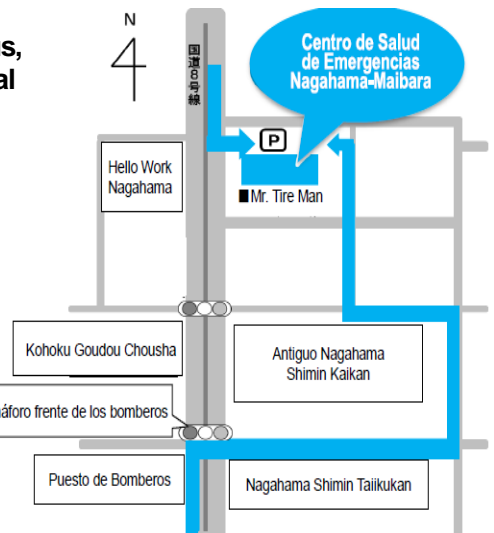 N
国道8号線
Centro de Salud
de Emergencias
Nagahama-Maibara
P
Hello Work
Nagahama
■Mr. Tire Man
Kohoku Goudou Chousha
Antiguo Nagahama
Shimin Kaikan
áforo frente de los bomberos
Puesto de Bomberos
Nagahama Shimin Taiikukan